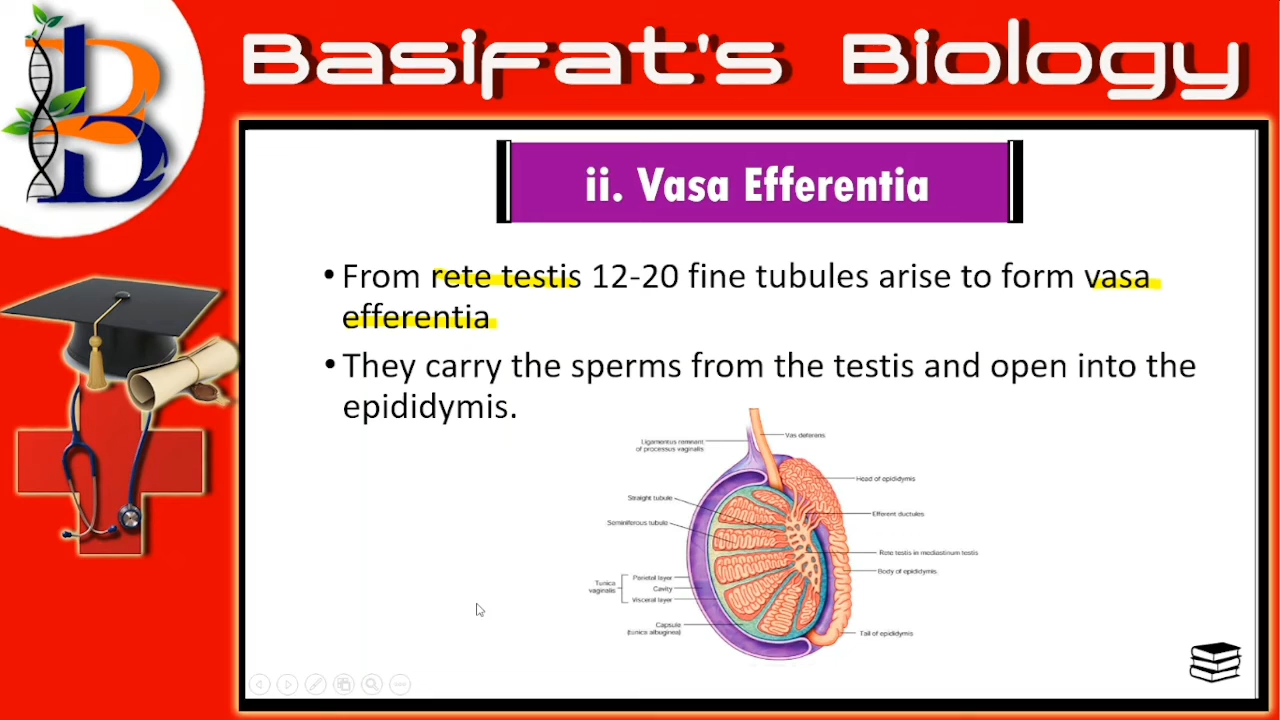 Basifat's Biology
ii. Vasa Efferentia
• From rete testis 12-20 fine tubules arise to form vasa
efferentia
• They carry the sperms from the testis and open into the
epididymis.
Vas deferens
Ligamentus remnant
of processus vaginalis
Head of epididymis
Straight tubule
Efferent ductules
Seminiferous tubule
Rete testis in mediastinum testis
Body of epididymis
Tunica
vaginalis
Parietal layer
Cavity
Visceral layer
Capsule
(tunica albuginea)
Tail of epididymis